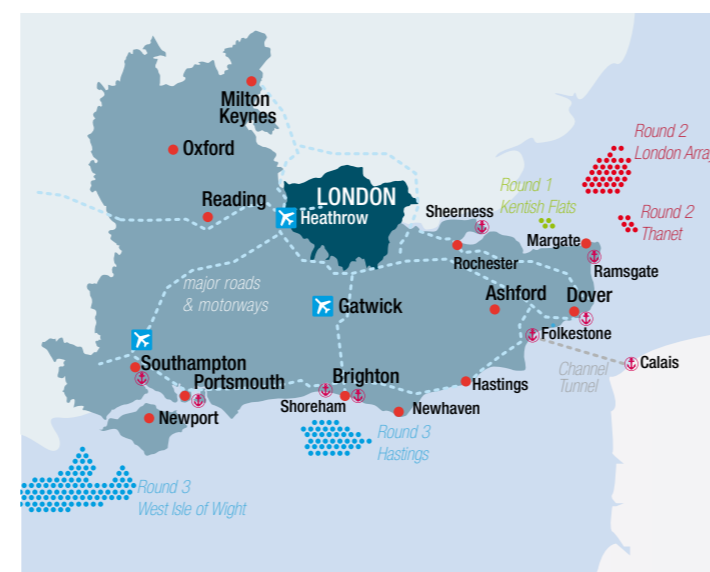 Milton
Keynes
Oxford
Round 2
London Array
Reading
LONDON
Heathrow
Round 1
Kentish Flats
Sheerness
Round 2
Thanet
Margate
Rochester
Ramsgate
major roads
& motorways
Gatwick
Ashford
Dover
Folkestone
Southampton
Portsmouth
Brighton
Channel
Tunnel
Calais
Hastings
Shoreham
Newhaven
Newport
Round 3
Hastings
Round 3
West Isle of Wight